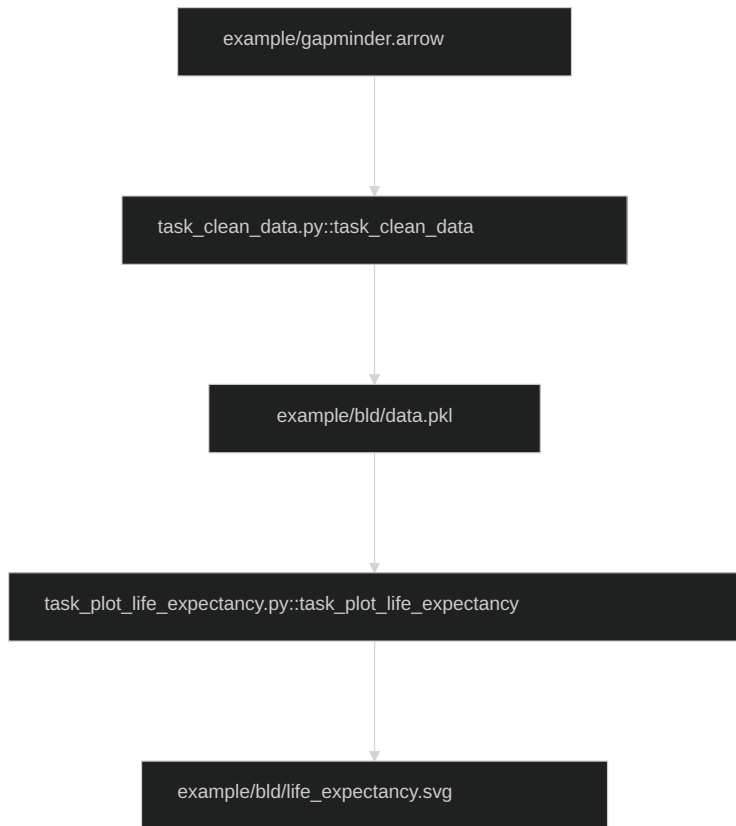 example/gapminder.arrow
task_clean_data.py::task_clean_data
example/bld/data.pkl
task_plot_life_expectancy.py::task_plot_life_expectancy
example/bld/life_expectancy.svg